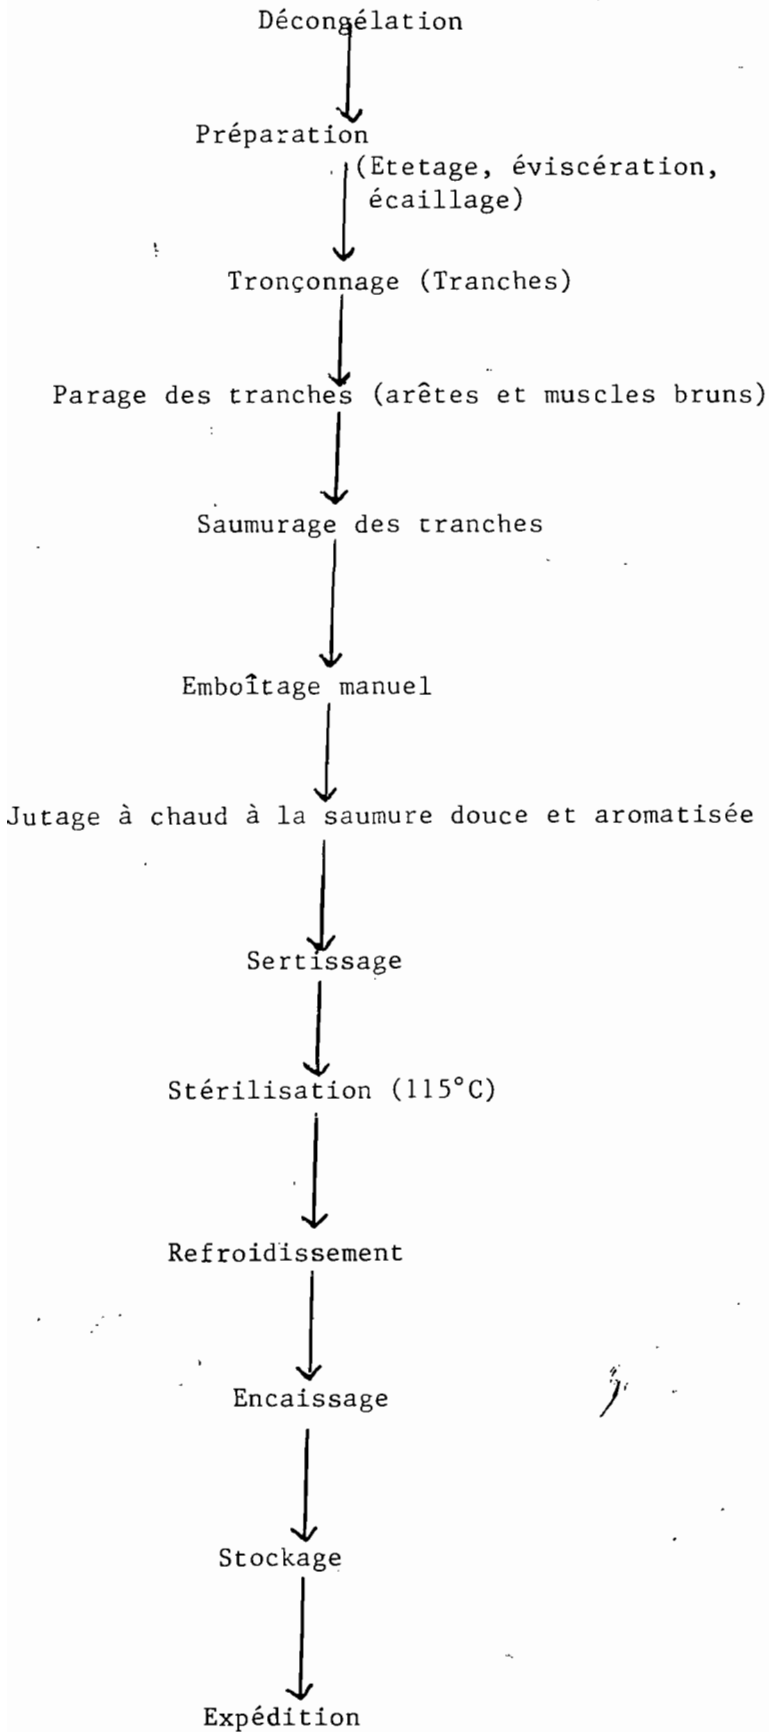 Décongélation
Préparation
(Etetage, éviscération,
écaillage)
Tronçonnage (Tranches)
Parage des tranches (arêtes et muscles bruns)
Saumurage des tranches
Emboîtage manuel
Jutage à chaud à la saumure douce et aromatisée
Sertissage
Stérilisation (115°C)
Refroidissement
Encaissage
Stockage
Expédition